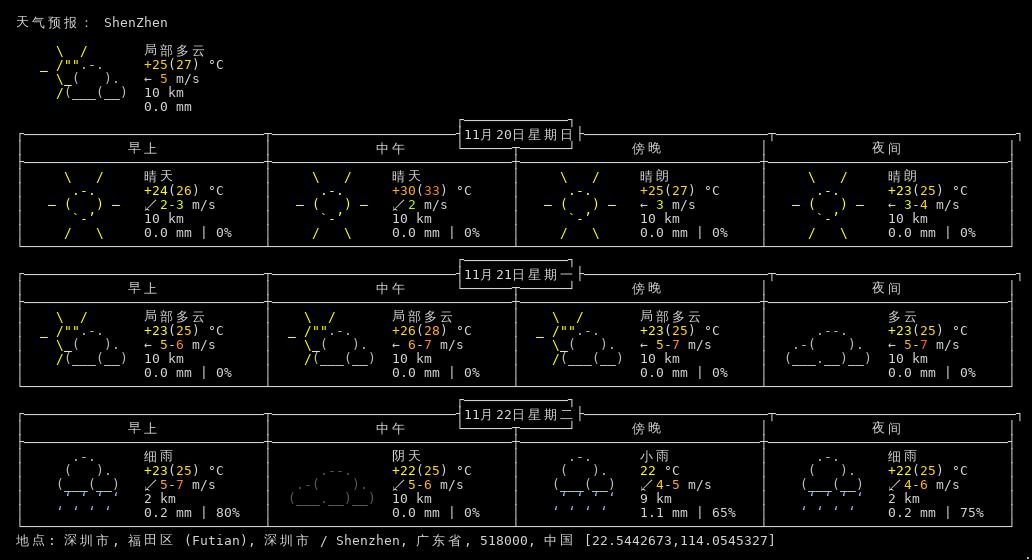 天气预报： ShenZhen
局部多云
+25(27) °C
← 5 m/s
10 km
0.0 mm
11月20日星期日
早上 中午 傍晚 夜间
晴天 晴天 晴朗 晴朗
+24(26) °C +30(33) °C +25(27) °C +23(25) °C
↙ 2-3 m/s ↙ 2 m/s ← 3 m/s ← 3-4 m/s
10 km 10 km 10 km 10 km
0.0 mm | 0% 0.0 mm | 0% 0.0 mm | 0% 0.0 mm | 0%
11月21日星期一
早上 中午 傍晚 夜间
局部多云 局部多云 局部多云 多云
+23(25) °C +26(28) °C +23(25) °C +23(25) °C
← 5-6 m/s ← 6-7 m/s ← 5-7 m/s ← 5-7 m/s
10 km 10 km 10 km 10 km
0.0 mm | 0% 0.0 mm | 0% 0.0 mm | 0% 0.0 mm | 0%
11月22日星期二
早上 中午 傍晚 夜间
细雨 阴天 小雨 细雨
+23(25) °C +22(25) °C 22 °C +22(25) °C
↙ 5-7 m/s ↙ 5-6 m/s ↙ 4-5 m/s ↙ 4-6 m/s
2 km 10 km 9 km 2 km
0.2 mm | 80% 0.0 mm | 0% 1.1 mm | 65% 0.2 mm | 75%
地点: 深圳市, 福田区 (Futian), 深圳市 / Shenzhen, 广东省, 518000, 中国 [22.5442673,114.0545327]